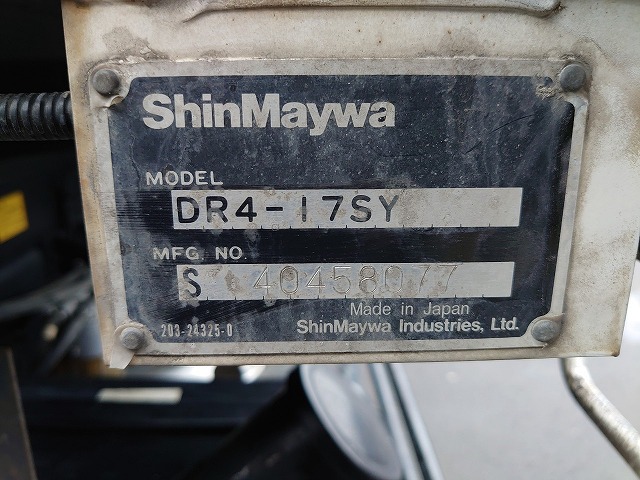 ShinMaywa
MODEL
DR4-17SY
MFG. NO.
S 40458077
Made in Japan
203-24325-0
ShinMaywa Industries, Ltd.